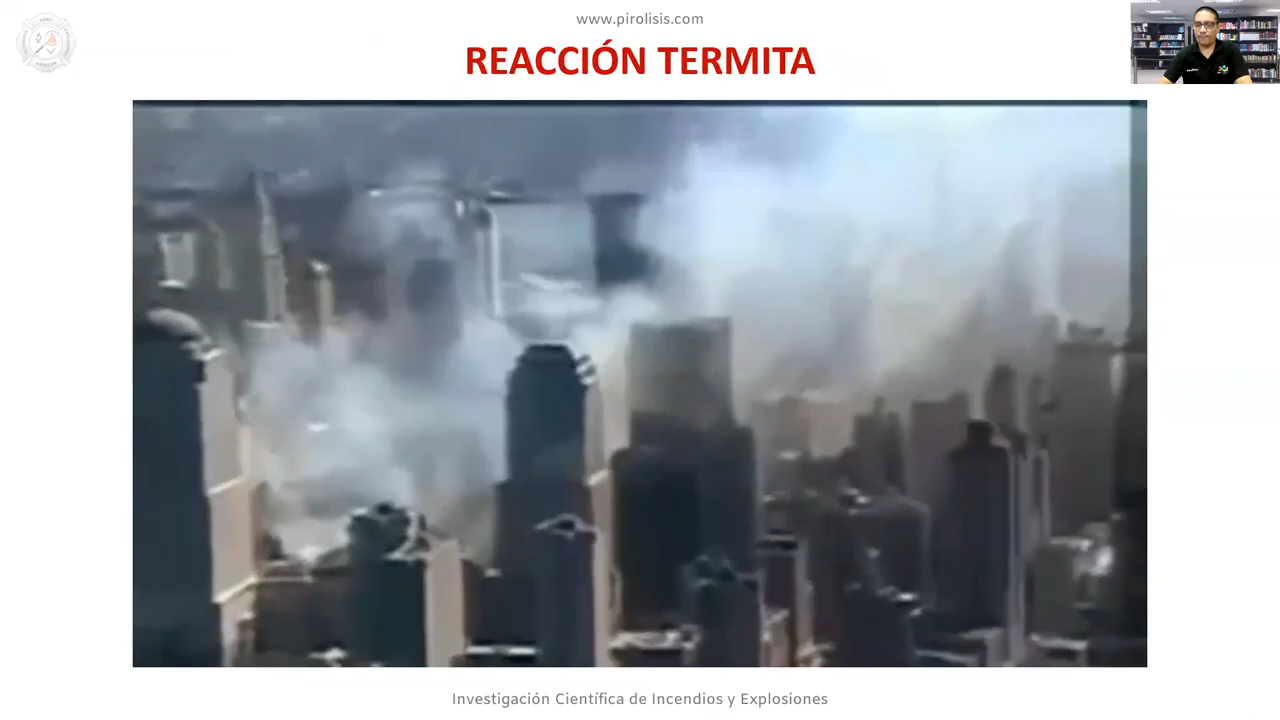 www.pirolisis.com
REACCIÓN TERMITA
Investigación Científica de Incendios y Explosiones